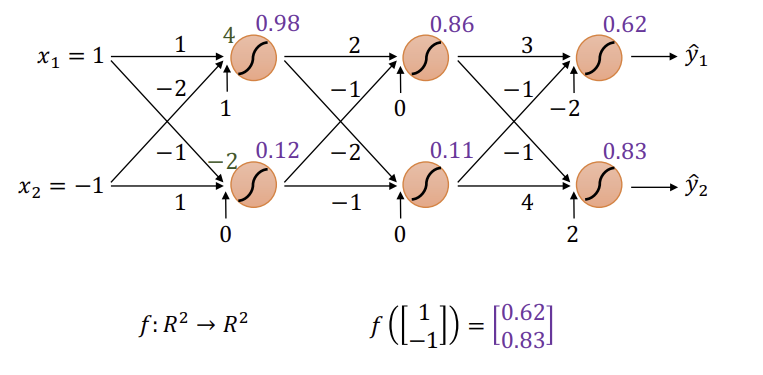 4 0.98 0.86 0.62
x₁ = 1 1 2 3 ŷ₁
−2 −1 −1
1 0 −2
−1 −2 0.12 −2 0.11 −1 0.83
x₂ = −1 1 −1 4 ŷ₂
0 0 2
f: R² → R² f([1 −1]) = [0.62 0.83]